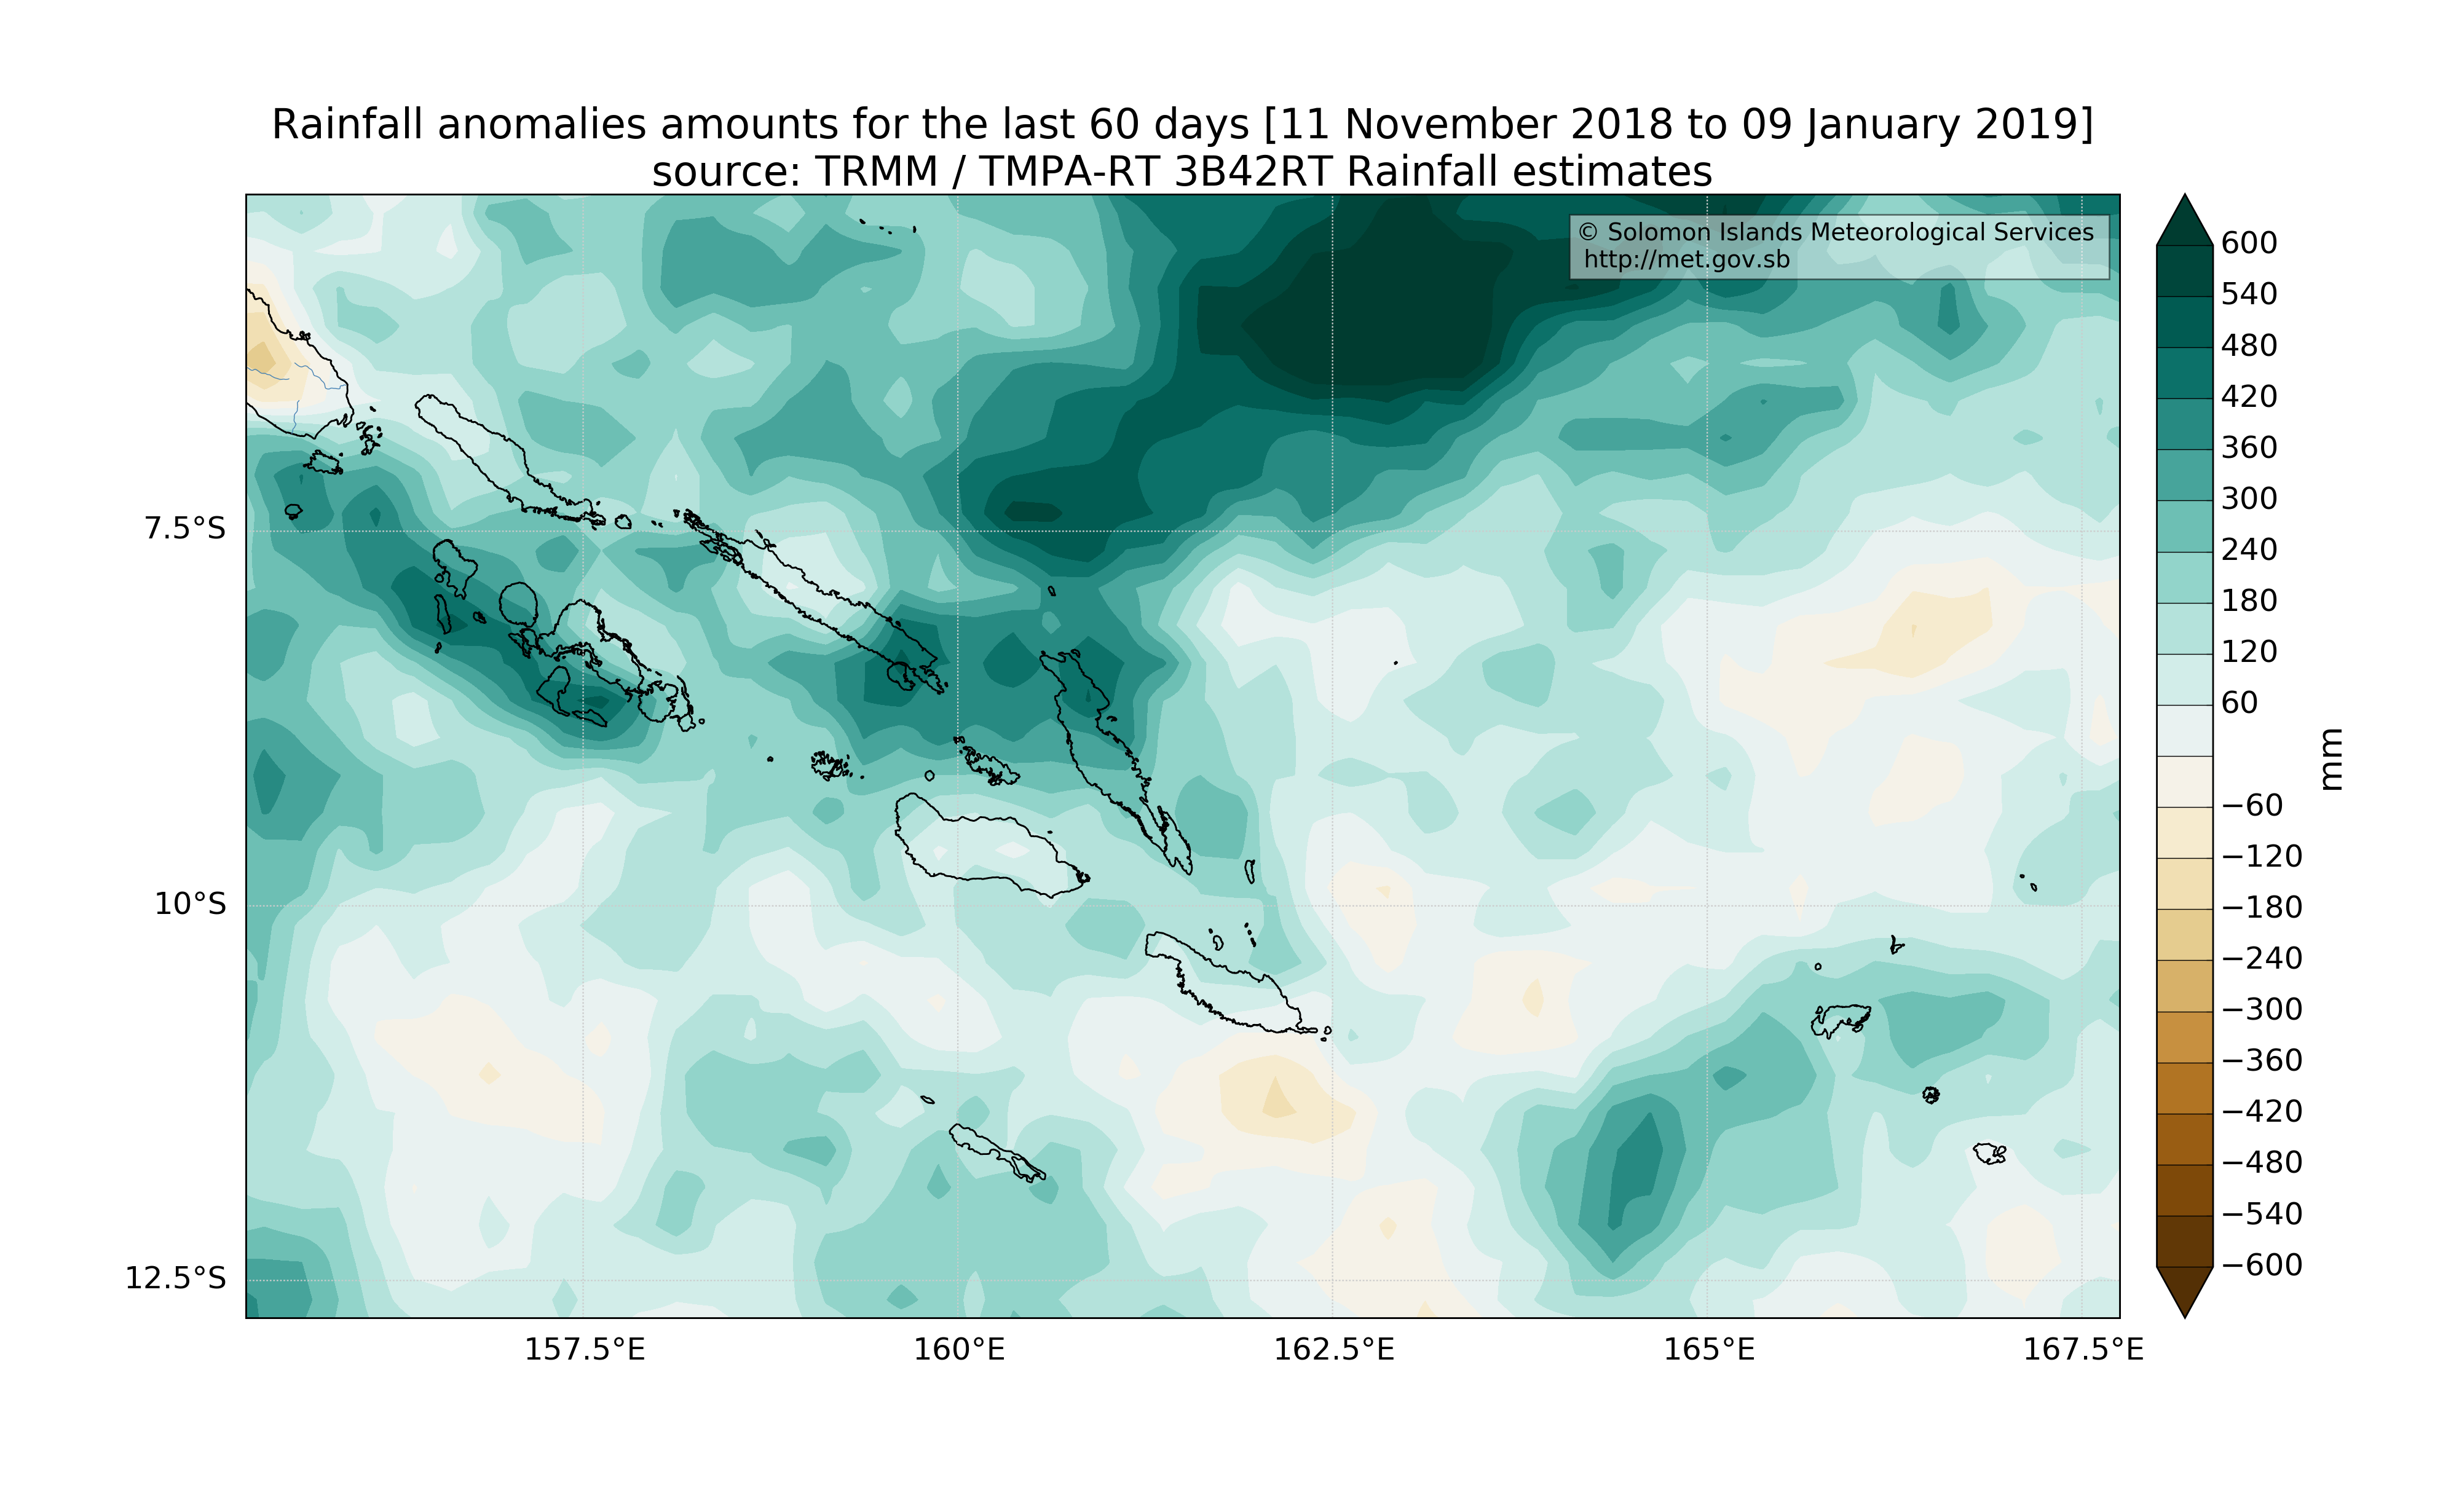 Rainfall anomalies amounts for the last 60 days [11 November 2018 to 09 January 2019]
source: TRMM / TMPA-RT 3B42RT Rainfall estimates
© Solomon Islands Meteorological Services
http://met.gov.sb
7.5°S
10°S
12.5°S
157.5°E
160°E
162.5°E
165°E
167.5°E
600
540
480
420
360
300
240
180
120
60
−60
−120
−180
−240
−300
−360
−420
−480
−540
−600
mm